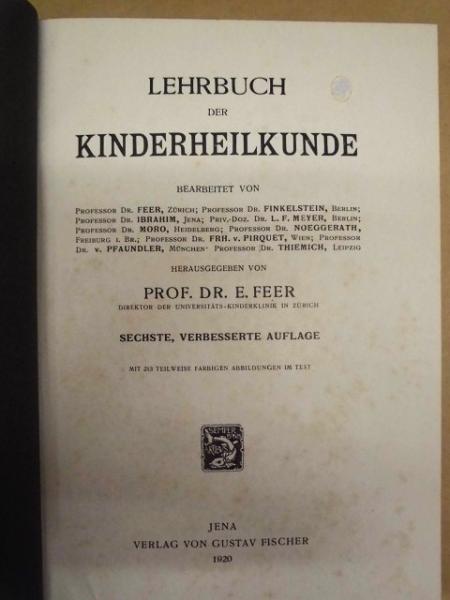 LEHRBUCH
DER
KINDERHEILKUNDE
BEARBEITET VON
PROFESSOR DR. FEER, ZÜRICH; PROFESSOR DR. FINKELSTEIN, BERLIN;
PROFESSOR DR. IBRAHIM, JENA; PRIV.-DOZ. DR. L. F. MEYER, BERLIN;
PROFESSOR DR. MORO, HEIDELBERG; PROFESSOR DR. NOEGGERATH,
FREIBURG I. BR.; PROFESSOR DR. FRH. V. PIRQUET, WIEN; PROFESSOR
DR. V. PFAUNDLER, MÜNCHEN; PROFESSOR DR. THIEMICH, LEIPZIG
HERAUSGEGEBEN VON
PROF. DR. E. FEER
DIREKTOR DER UNIVERSITÄTS-KINDERKLINIK IN ZÜRICH
SECHSTE, VERBESSERTE AUFLAGE
MIT TEILWEISE FARBIGEN ABBILDUNGEN IM TEXT
SEMPER
JENA
VERLAG VON GUSTAV FISCHER
1920